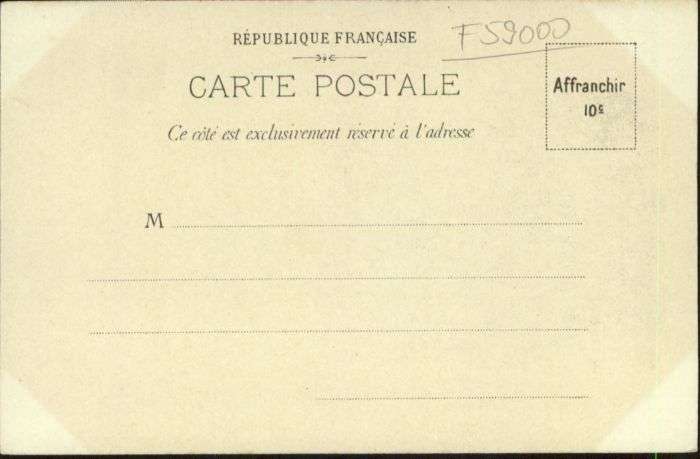 RÉPUBLIQUE FRANÇAISE
F59000
CARTE POSTALE
Affranchir
10c
Ce côté est exclusivement réservé à l'adresse
M